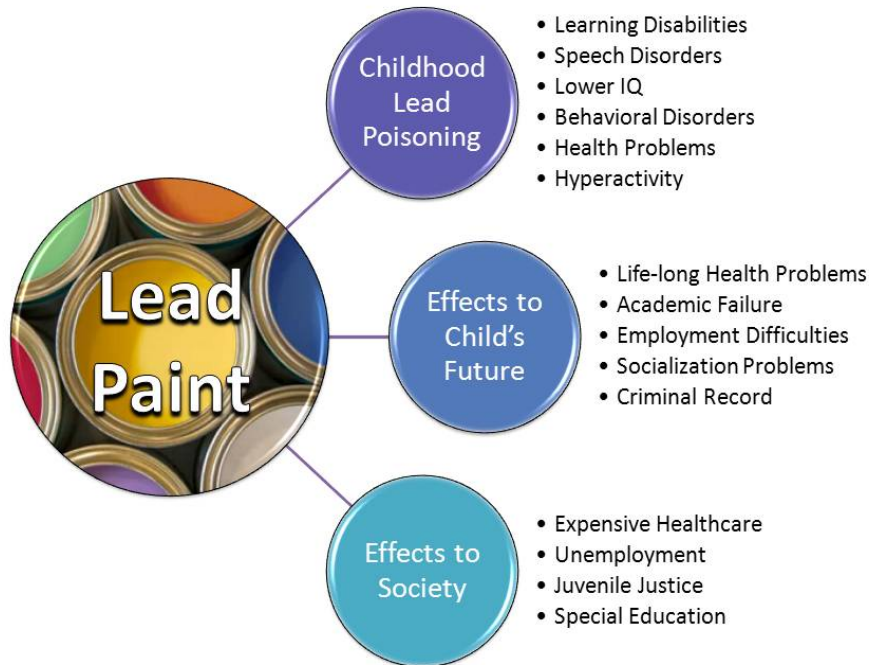 Lead
Paint
Childhood
Lead
Poisoning
• Learning Disabilities
• Speech Disorders
• Lower IQ
• Behavioral Disorders
• Health Problems
• Hyperactivity
Effects to
Child's
Future
• Life-long Health Problems
• Academic Failure
• Employment Difficulties
• Socialization Problems
• Criminal Record
Effects to
Society
• Expensive Healthcare
• Unemployment
• Juvenile Justice
• Special Education